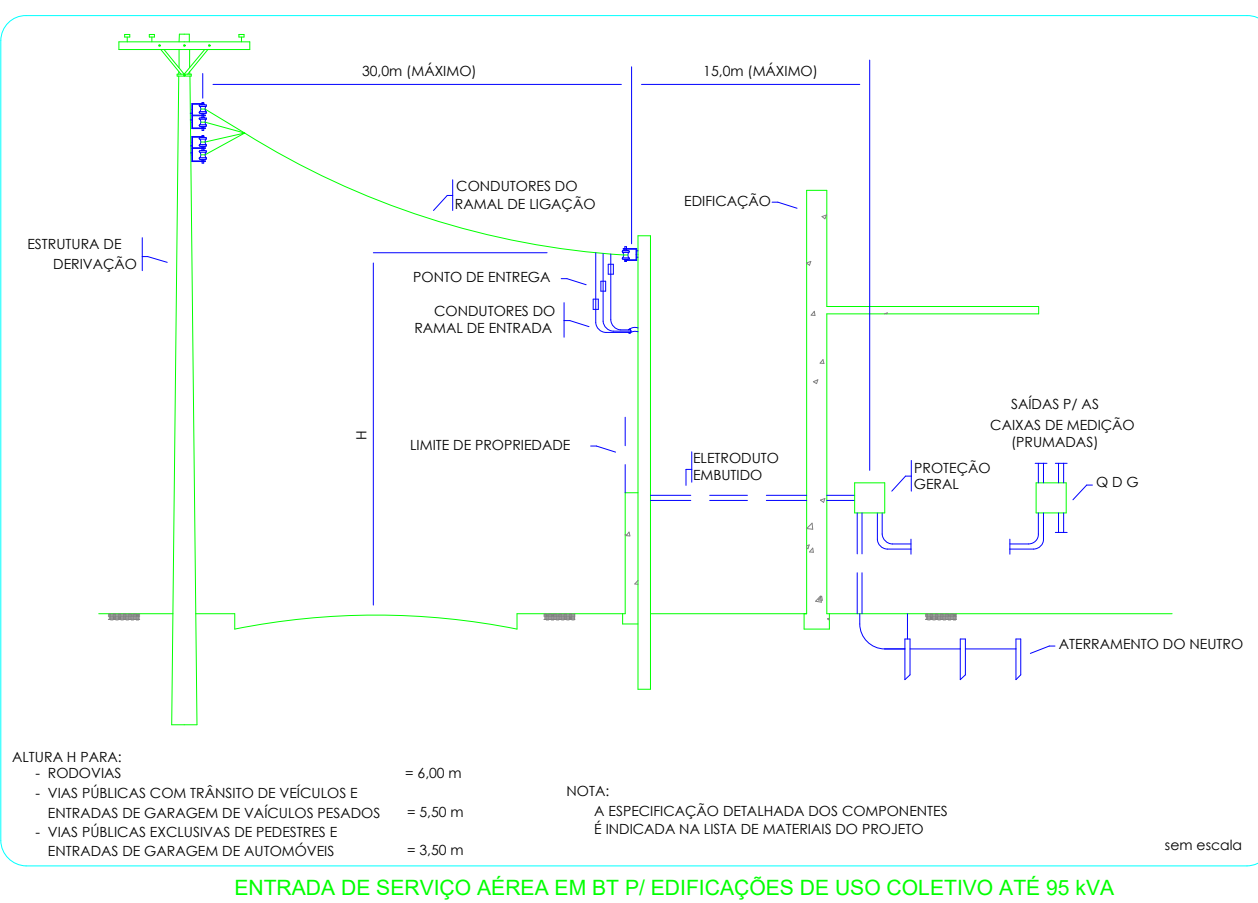 30,0m (MÁXIMO)
15,0m (MÁXIMO)
CONDUTORES DO
RAMAL DE LIGAÇÃO
EDIFICAÇÃO
ESTRUTURA DE
DERIVAÇÃO
PONTO DE ENTREGA
CONDUTORES DO
RAMAL DE ENTRADA
H
LIMITE DE PROPRIEDADE
ELETRODUTO
EMBUTIDO
SAÍDAS P/ AS
CAIXAS DE MEDIÇÃO
(PRUMADAS)
PROTEÇÃO
GERAL
Q D G
ATERRAMENTO DO NEUTRO
ALTURA H PARA:
- RODOVIAS = 6,00 m
- VIAS PÚBLICAS COM TRÂNSITO DE VEÍCULOS E
ENTRADAS DE GARAGEM DE VAÍCULOS PESADOS = 5,50 m
- VIAS PÚBLICAS EXCLUSIVAS DE PEDESTRES E
ENTRADAS DE GARAGEM DE AUTOMÓVEIS = 3,50 m
NOTA:
A ESPECIFICAÇÃO DETALHADA DOS COMPONENTES
É INDICADA NA LISTA DE MATERIAIS DO PROJETO
sem escala
ENTRADA DE SERVIÇO AÉREA EM BT P/ EDIFICAÇÕES DE USO COLETIVO ATÉ 95 kVA